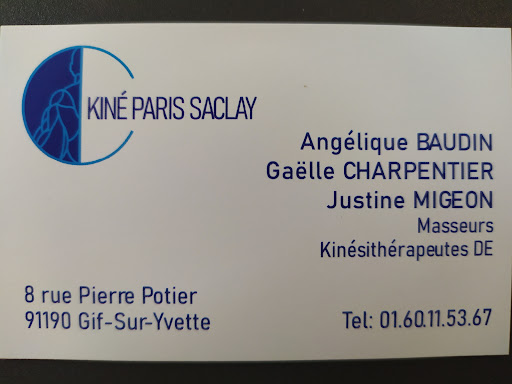 KINÉ PARIS SACLAY
Angélique BAUDIN
Gaëlle CHARPENTIER
Justine MIGEON
Masseurs
Kinésithérapeutes DE
8 rue Pierre Potier
91190 Gif-Sur-Yvette
Tel: 01.60.11.53.67